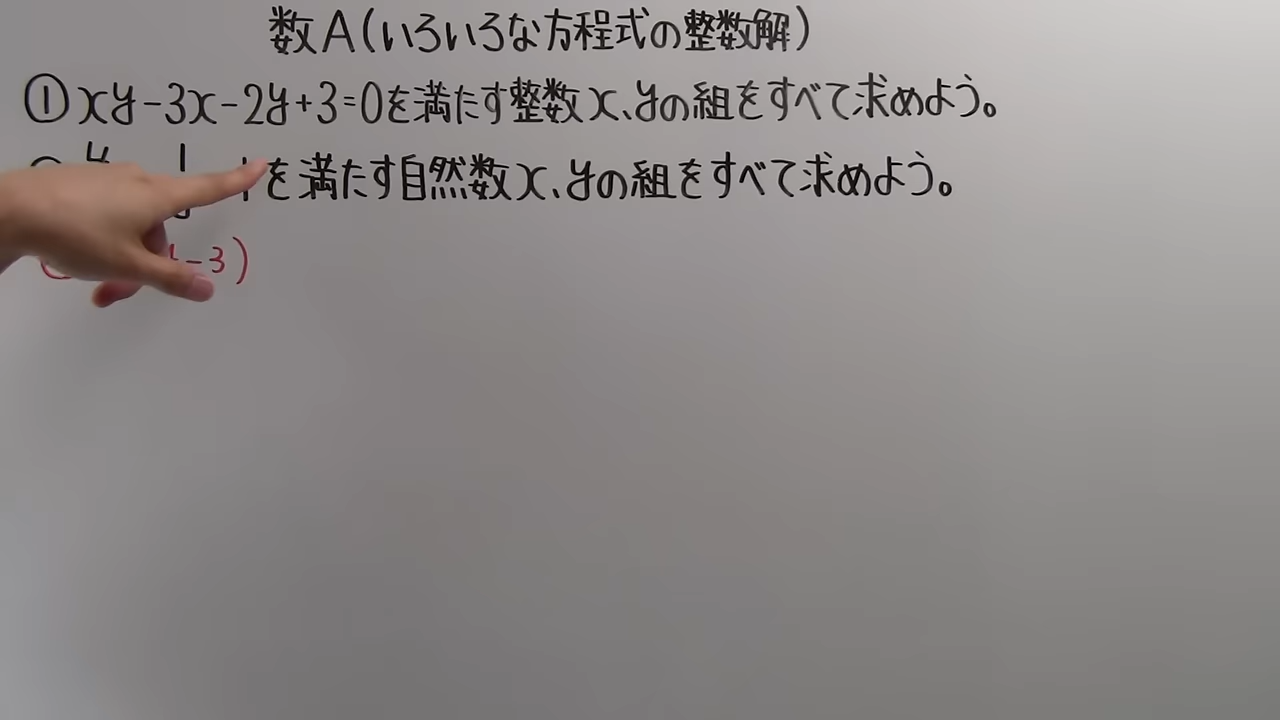 数A(いろいろな方程式の整数解)
①xy-3x-2y+3=0を満たす整数x、yの組をすべて求めよう。
を満たす自然数x、yの組をすべて求めよう。
-3)